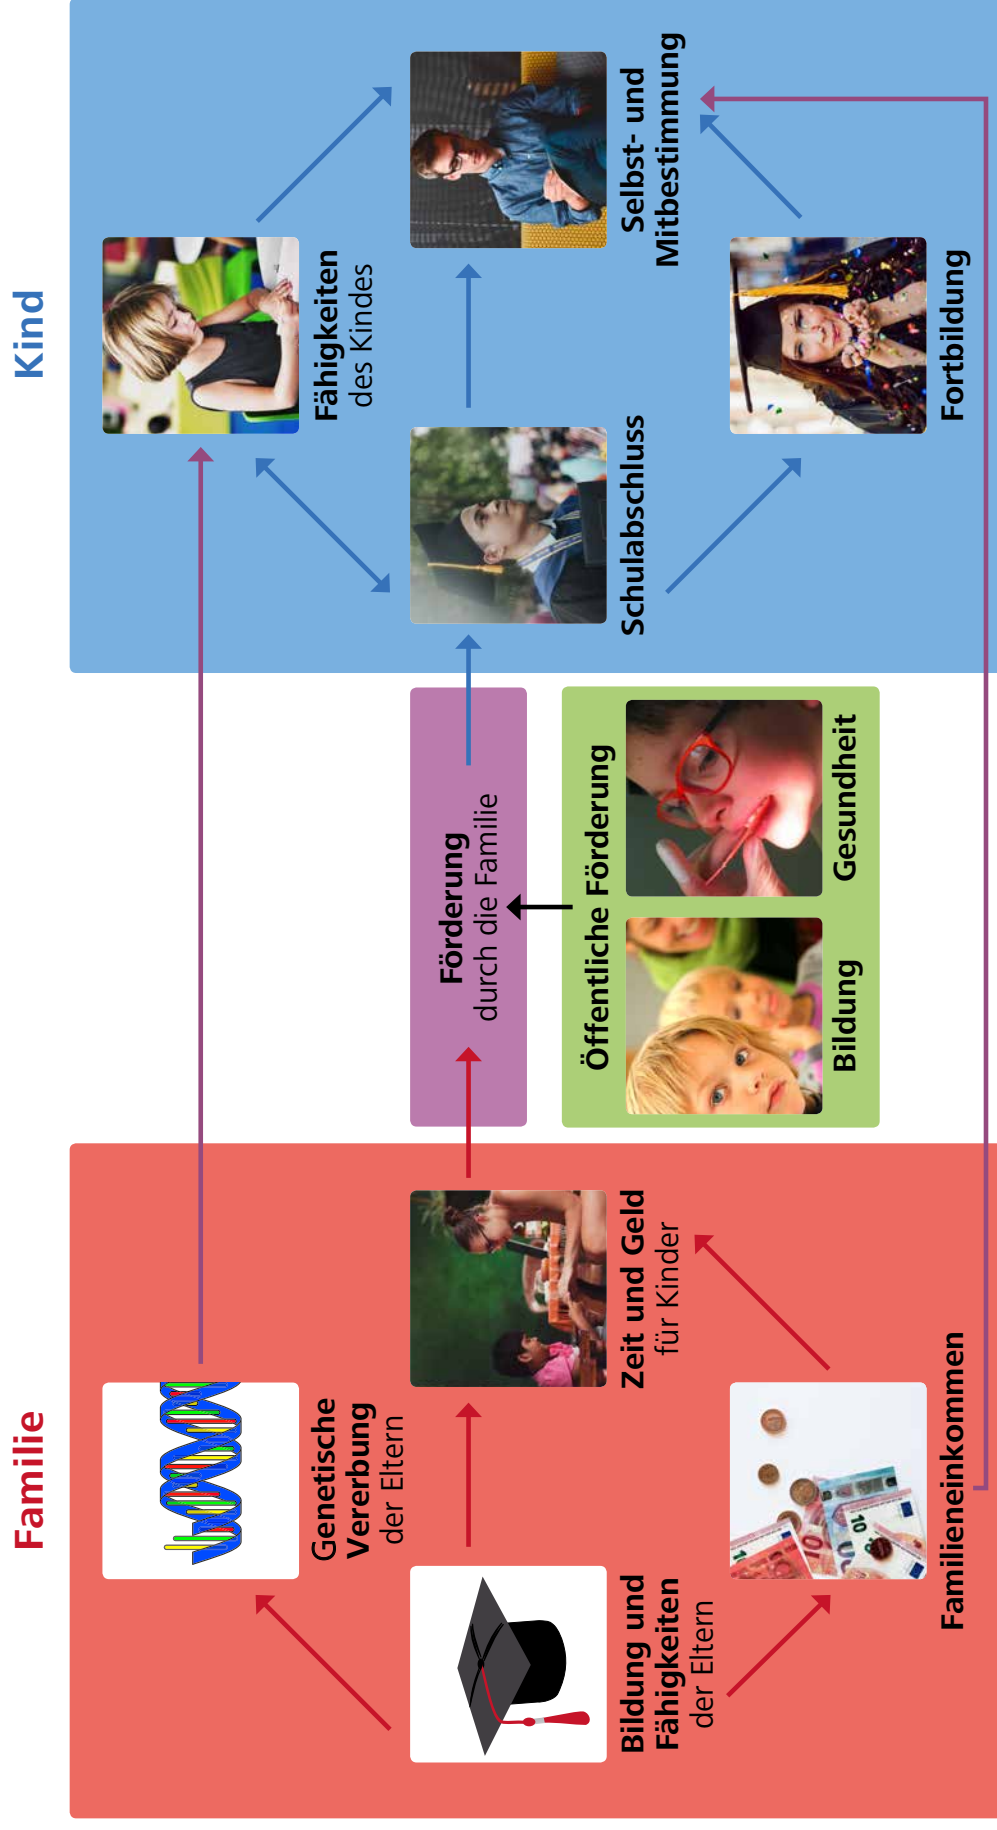 Familie
Genetische
Vererbung
der Eltern
Bildung und
Fähigkeiten
der Eltern
Zeit und Geld
für Kinder
Familieneinkommen
Förderung
durch die Familie
Öffentliche Förderung
Bildung
Gesundheit
Kind
Fähigkeiten
des Kindes
Schulabschluss
Selbst- und
Mitbestimmung
Fortbildung
10